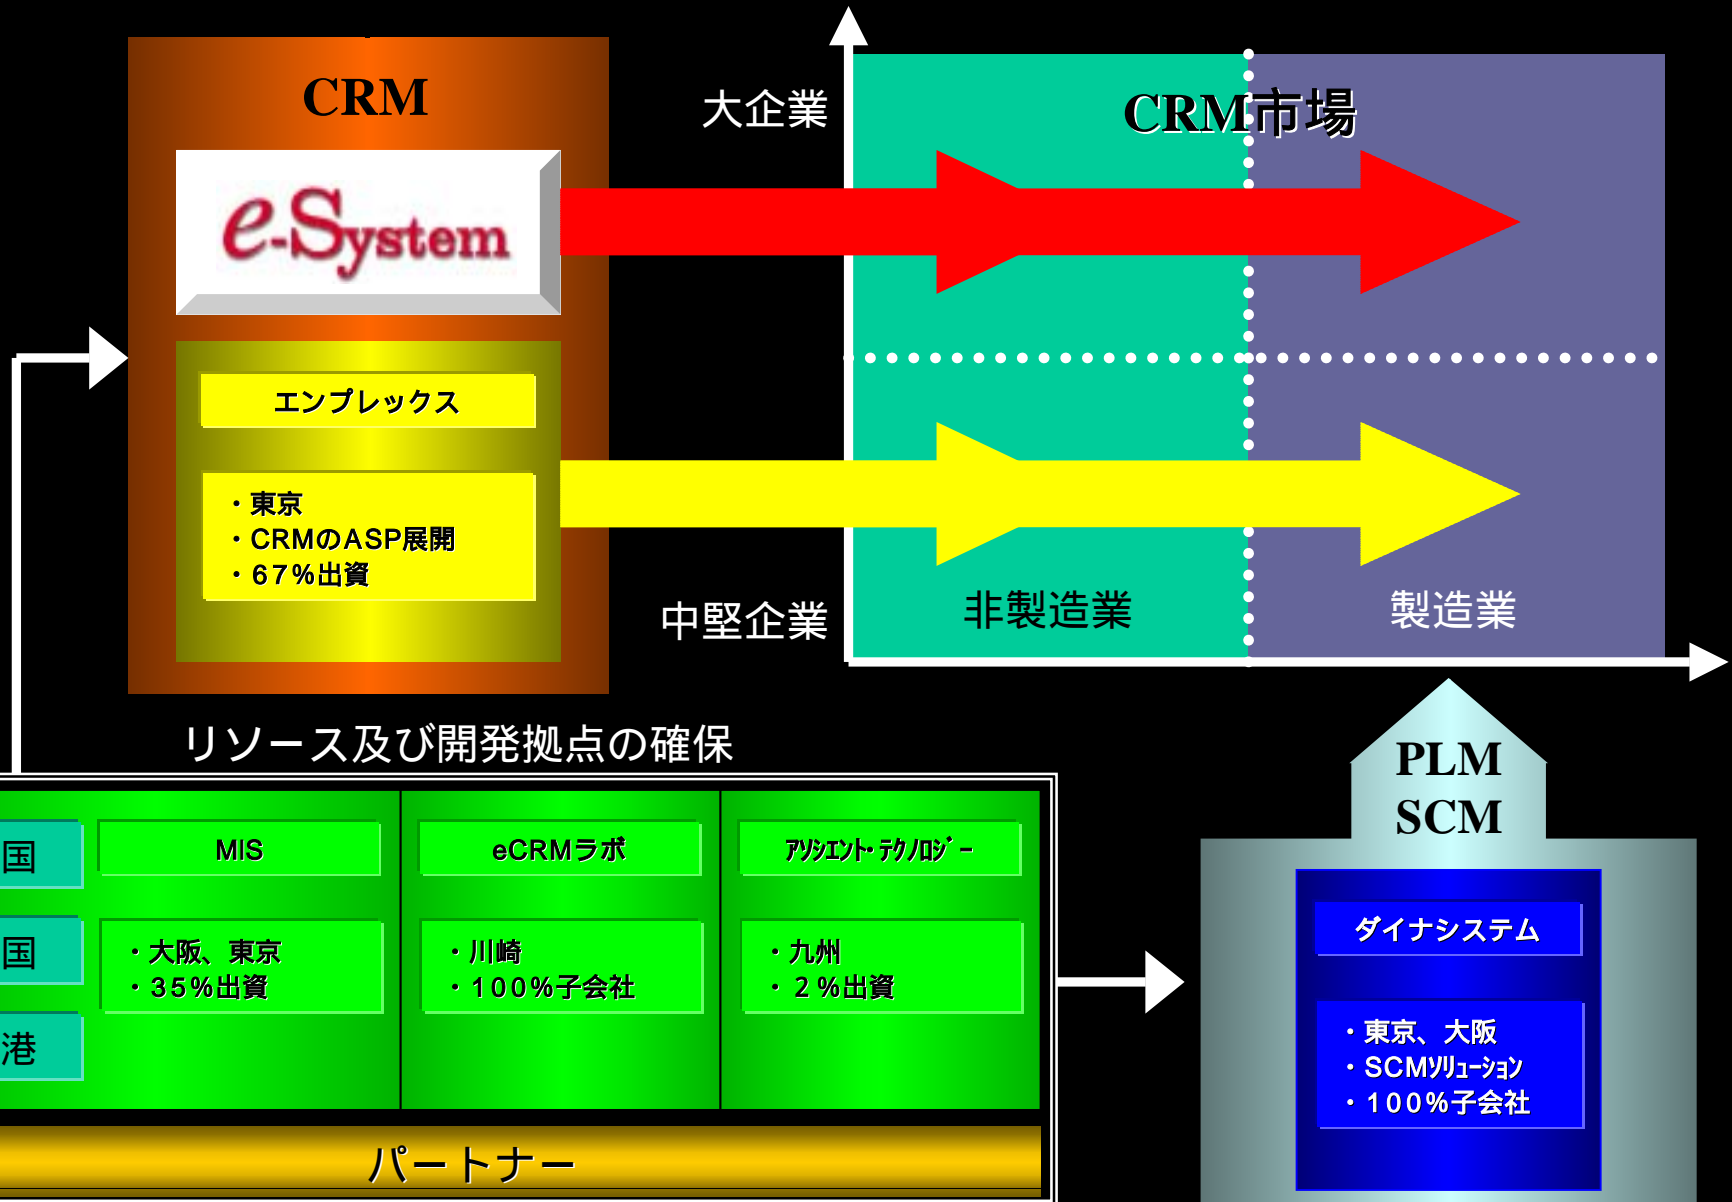 CRM
e-System
エンプレックス
・東京
・CRMのASP展開
・67%出資
大企業
CRM市場
中堅企業
非製造業
製造業
リソース及び開発拠点の確保
国
国
港
MIS
・大阪、東京
・35%出資
eCRMラボ
・川崎
・100%子会社
ｱｿｼｴﾝﾄ･ﾃｸﾉﾛｼﾞｰ
・九州
・2%出資
パートナー
PLM
SCM
ダイナシステム
・東京、大阪
・SCMｿﾘｭｰｼｮﾝ
・100%子会社